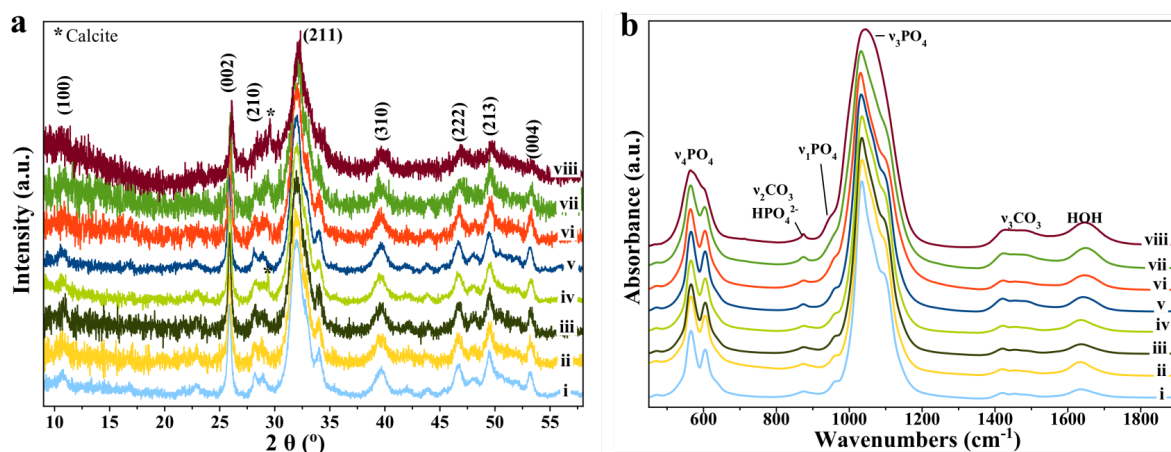 a
* Calcite
(100)
(002)
(210)
*
(211)
(310)
(222)
(213)
(004)
*
viii
vii
vi
v
iv
iii
ii
i
Intensity (a.u.)
10 15 20 25 30 35 40 45 50 55
2 θ (º)
b
ν₃PO₄
ν₁PO₄
ν₄PO₄
ν₂CO₃
HPO₄²⁻
ν₃CO₃
HOH
viii
vii
vi
v
iv
iii
ii
i
Absorbance (a.u.)
600 800 1000 1200 1400 1600 1800
Wavenumbers (cm⁻¹)